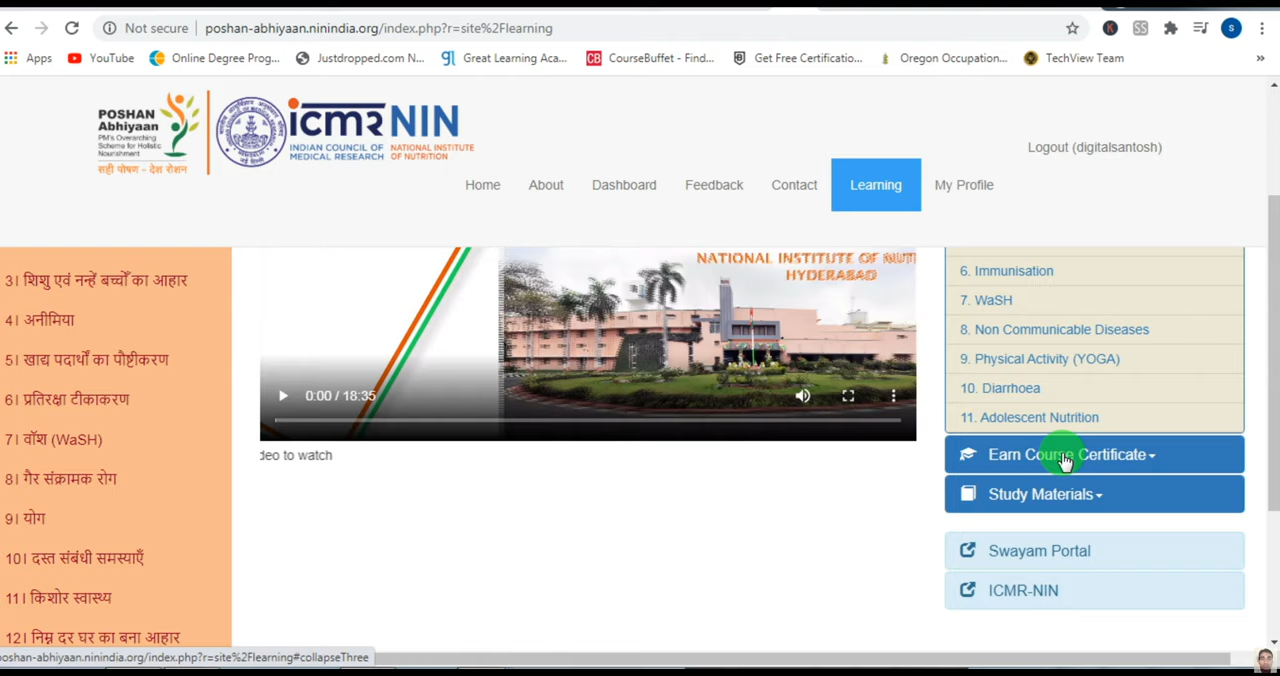 Not secure | poshan-abhiyaan.ninindia.org/index.php?r=site%2Flearning
Apps YouTube Online Degree Prog... Justdropped.com N... Great Learning Aca... CourseBuffet - Find... Get Free Certificatio... Oregon Occupation... TechView Team »
POSHAN
Abhiyaan
PM's Overarching
Scheme for Holistic
Nourishment
सही पोषण - देश रोशन
icmr NIN
INDIAN COUNCIL OF
MEDICAL RESEARCH
NATIONAL INSTITUTE
OF NUTRITION
Logout (digitalsantosh)
Home About Dashboard Feedback Contact Learning My Profile
3। शिशु एवं नन्हें बच्चों का आहार
4। अनीमिया
5। खाद्य पदार्थों का पौष्टीकरण
6। प्रतिरक्षा टीकाकरण
7। वॉश (WaSH)
8। गैर संक्रामक रोग
9। योग
10। दस्त संबंधी समस्याएँ
11। किशोर स्वास्थ्य
12। निम्न दर घर का बना आहार
NATIONAL INSTITUTE OF NUT
HYDERABAD
0:00 / 18:35
deo to watch
6. Immunisation
7. WaSH
8. Non Communicable Diseases
9. Physical Activity (YOGA)
10. Diarrhoea
11. Adolescent Nutrition
Earn Course Certificate
Study Materials
Swayam Portal
ICMR-NIN
poshan-abhiyaan.ninindia.org/index.php?r=site%2Flearning#collapseThree